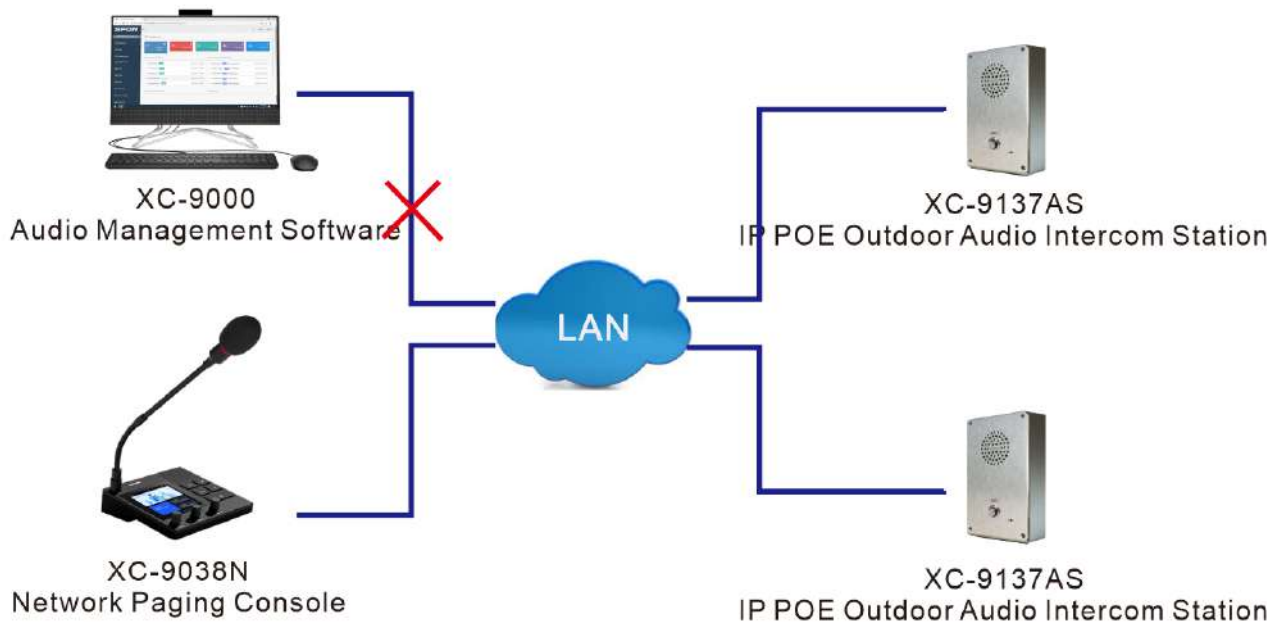 SPON
XC-9000
Audio Management Software
XC-9137AS
IP POE Outdoor Audio Intercom Station
LAN
XC-9038N
Network Paging Console
XC-9137AS
IP POE Outdoor Audio Intercom Station